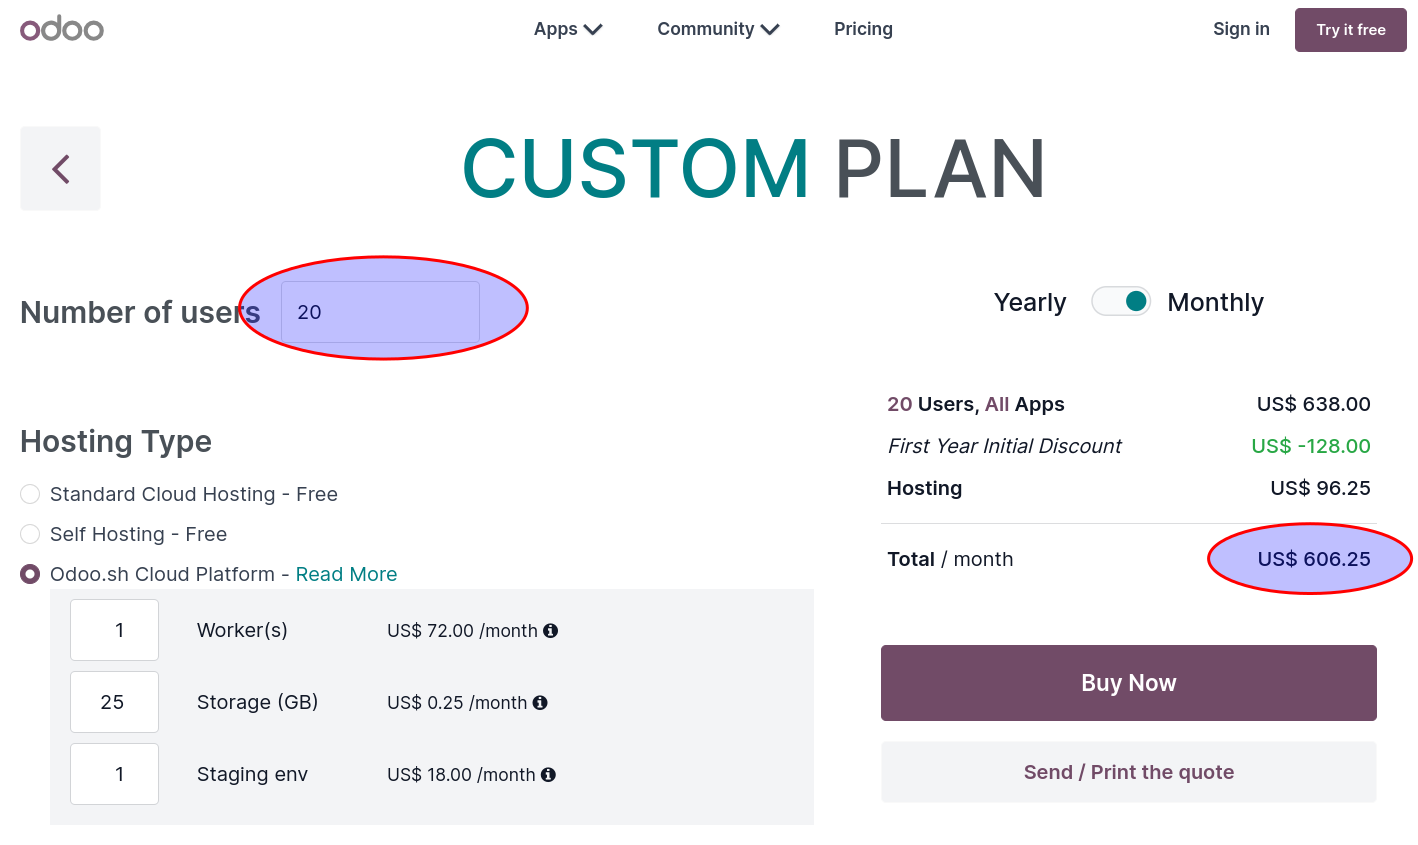 odoo
Apps
Community
Pricing
Sign in
Try it free
CUSTOM PLAN
Number of users
20
Yearly
Monthly
20 Users, All Apps US$ 638.00
First Year Initial Discount US$ -128.00
Hosting US$ 96.25
Total / month US$ 606.25
Buy Now
Send / Print the quote
Hosting Type
Standard Cloud Hosting - Free
Self Hosting - Free
Odoo.sh Cloud Platform - Read More
1 Worker(s) US$ 72.00 /month
25 Storage (GB) US$ 0.25 /month
1 Staging env US$ 18.00 /month